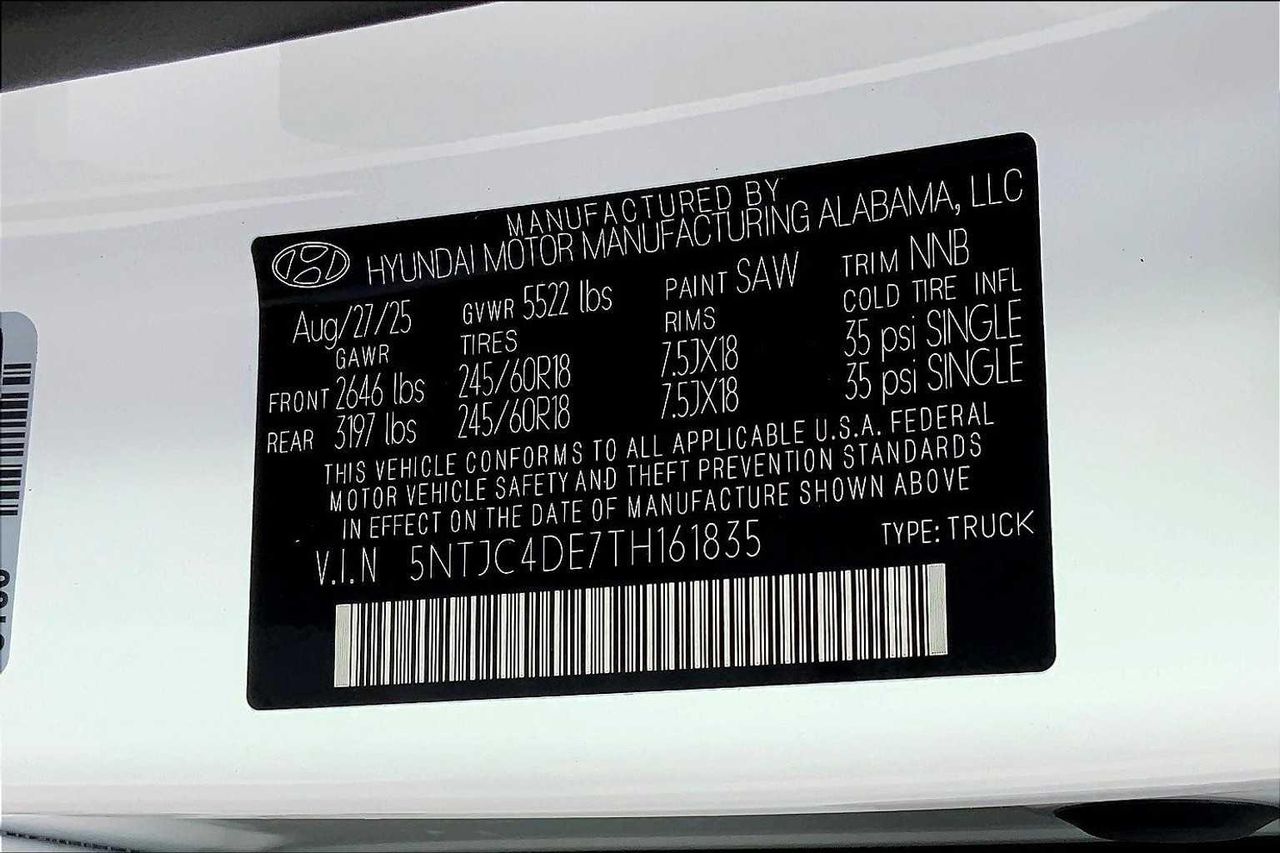 MANUFACTURED BY
HYUNDAI MOTOR MANUFACTURING ALABAMA, LLC
Aug/27/25 GVWR 5522 lbs PAINT SAW TRIM NNB
GAWR TIRES RIMS COLD TIRE INFL
FRONT 2646 lbs 245/60R18 7.5JX18 35 psi SINGLE
REAR 3197 lbs 245/60R18 7.5JX18 35 psi SINGLE
THIS VEHICLE CONFORMS TO ALL APPLICABLE U.S.A. FEDERAL
MOTOR VEHICLE SAFETY AND THEFT PREVENTION STANDARDS
IN EFFECT ON THE DATE OF MANUFACTURE SHOWN ABOVE
V.I.N 5NTJC4DE7TH161835 TYPE: TRUCK